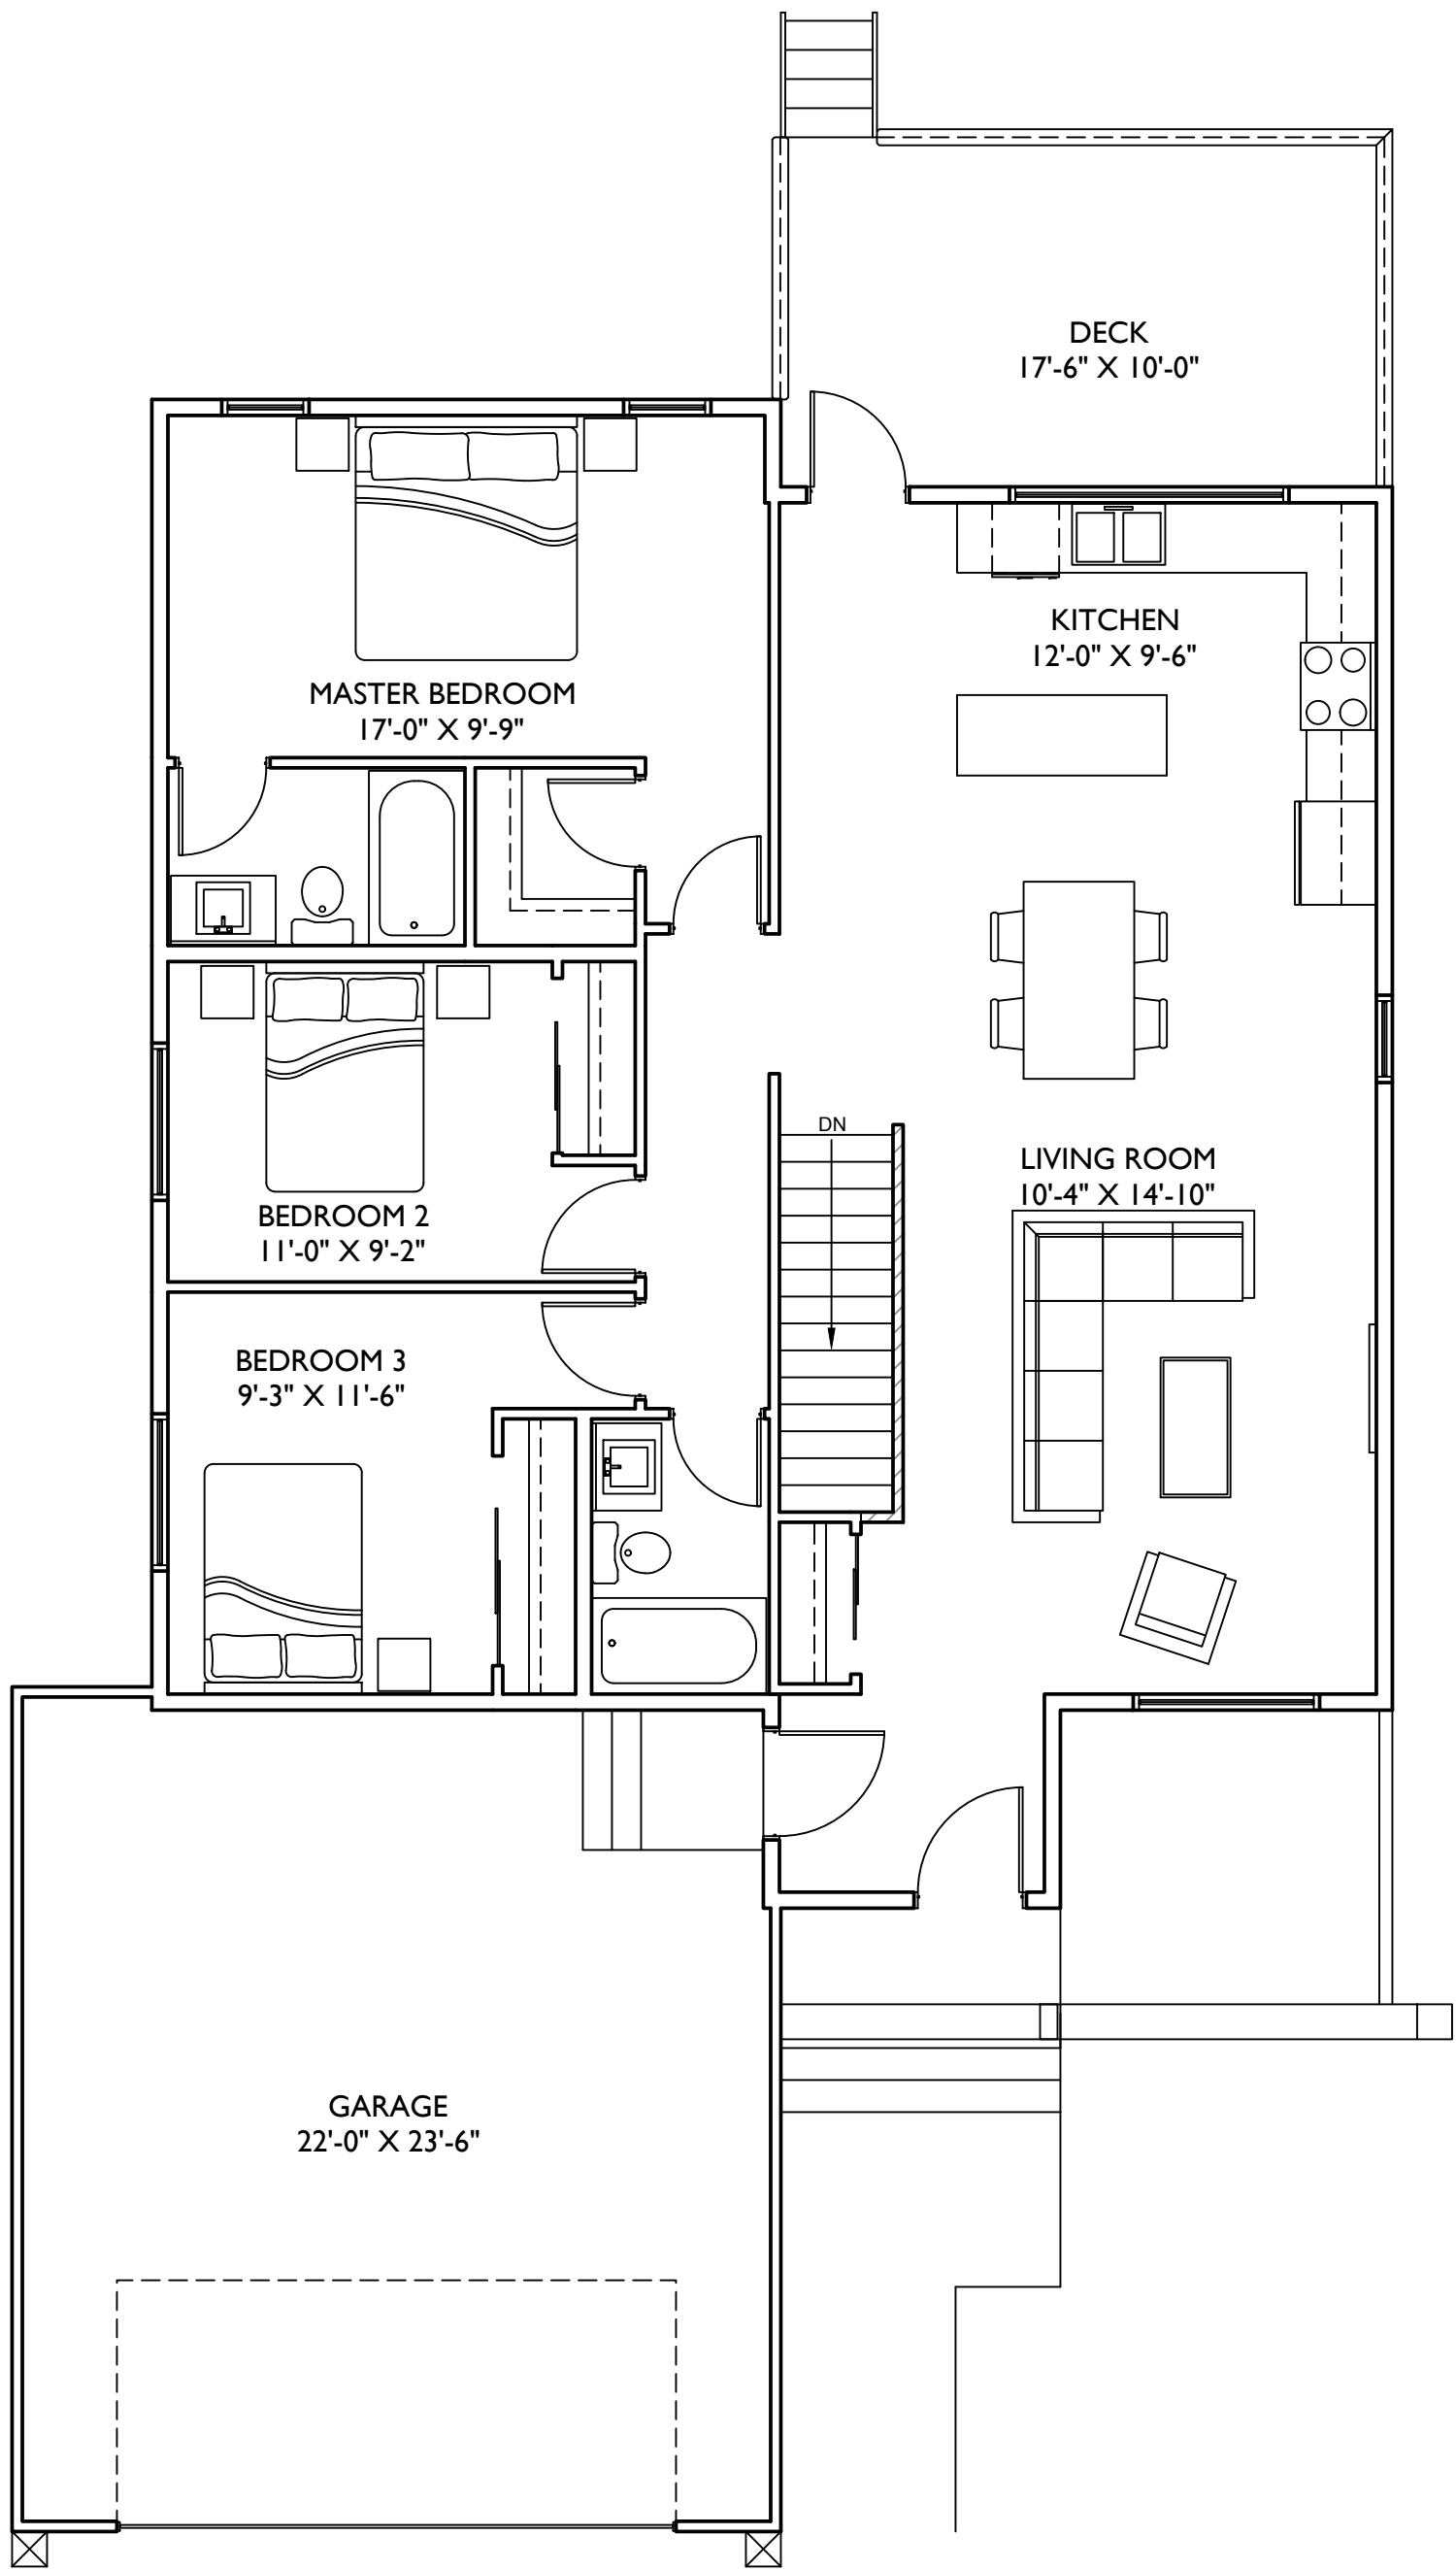 DECK
17'-6" X 10'-0"
KITCHEN
12'-0" X 9'-6"
MASTER BEDROOM
17'-0" X 9'-9"
DN
LIVING ROOM
10'-4" X 14'-10"
BEDROOM 2
11'-0" X 9'-2"
BEDROOM 3
9'-3" X 11'-6"
GARAGE
22'-0" X 23'-6"